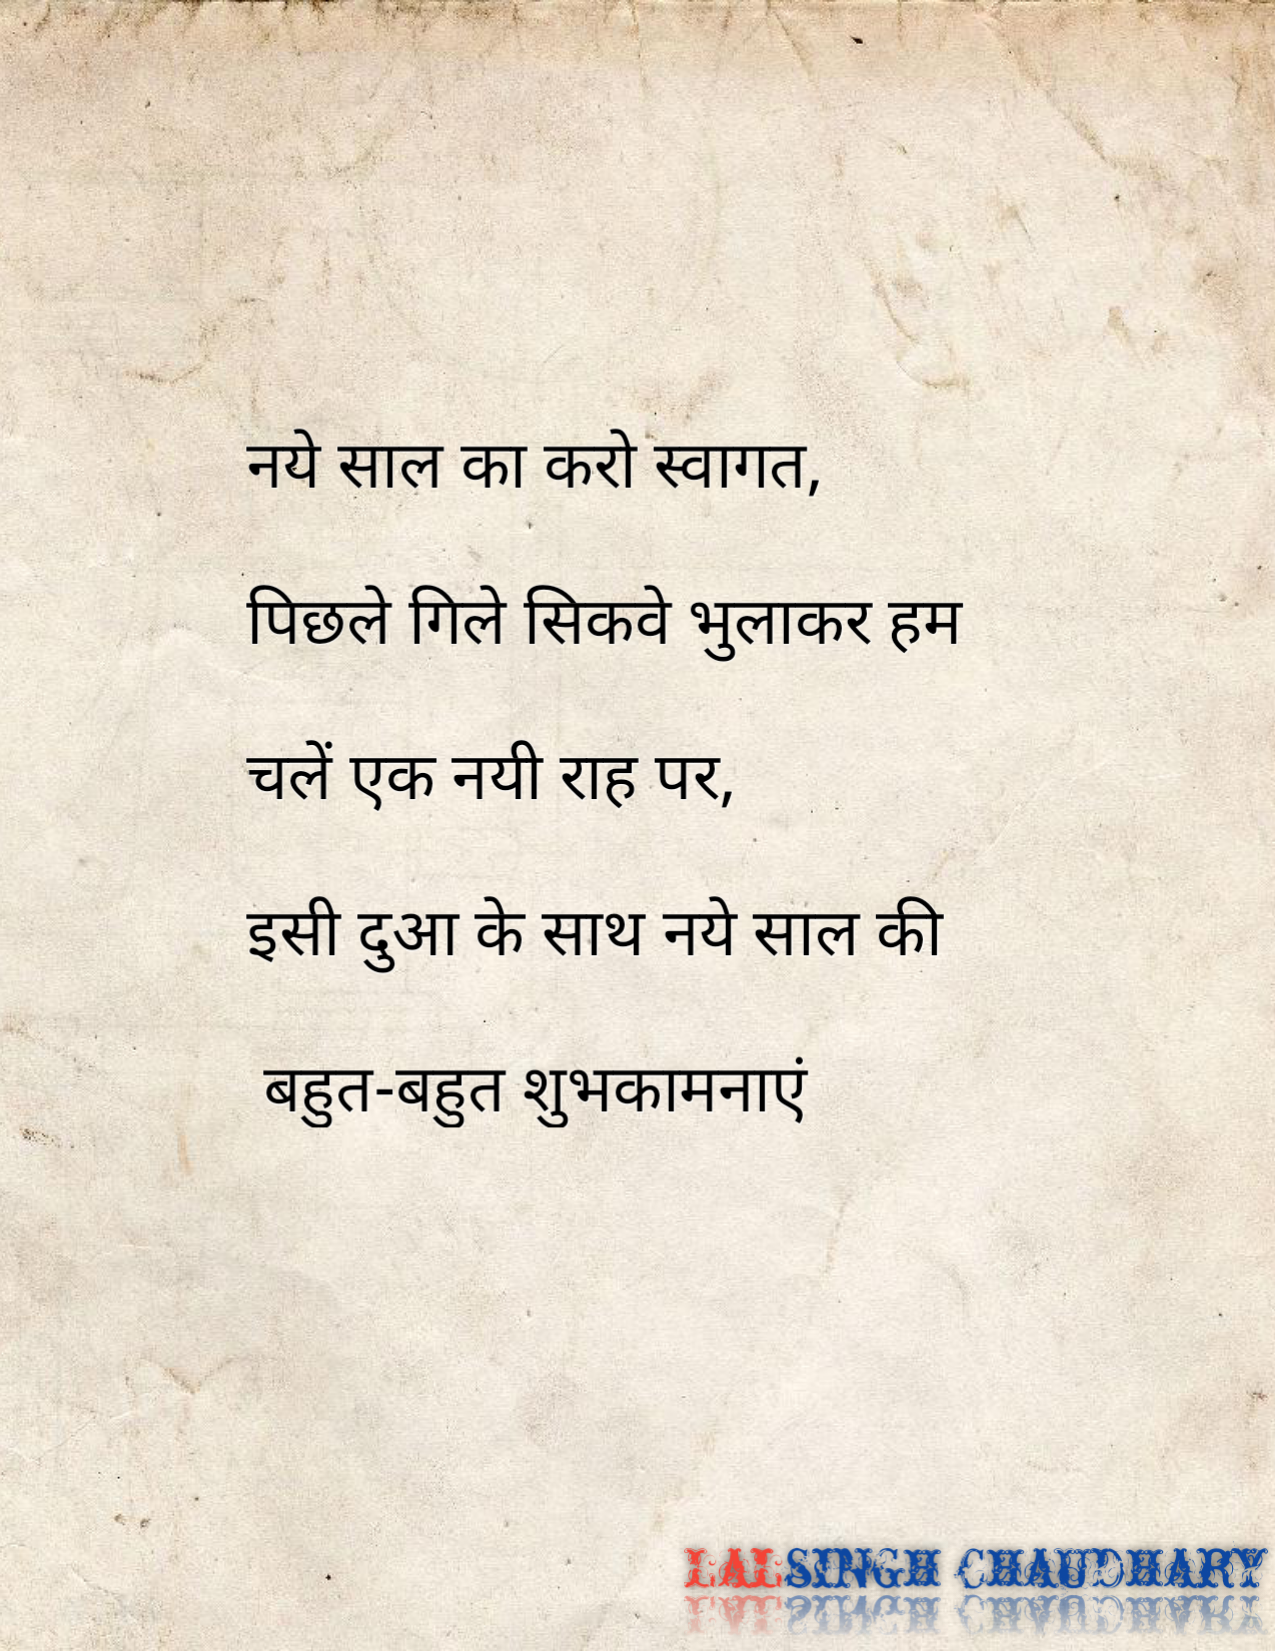 नये साल का करो स्वागत,
पिछले गिले सिकवे भुलाकर हम
चलें एक नयी राह पर,
इसी दुआ के साथ नये साल की
बहुत-बहुत शुभकामनाएं
LALSINGH CHAUDHARY